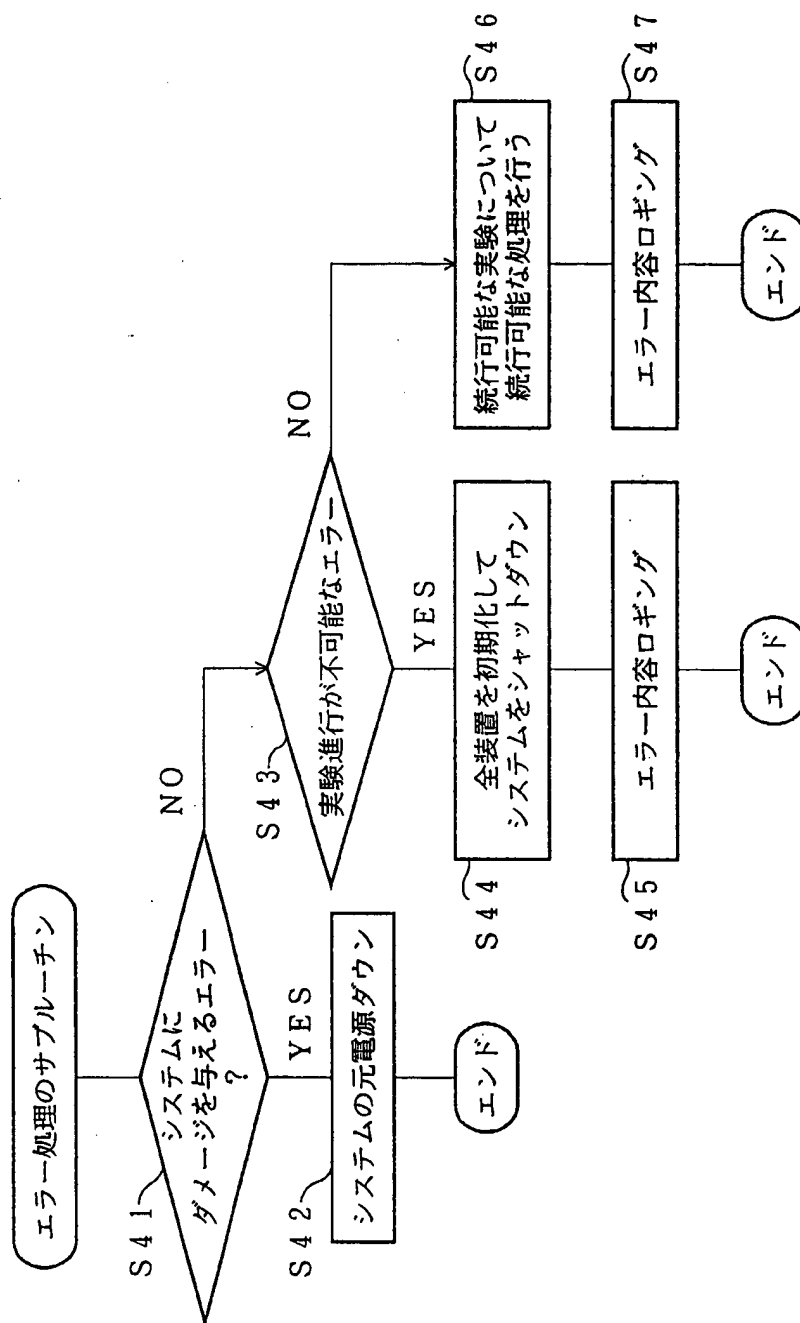 エラー処理のサブルーチン
S41
システムに
ダメージを与えるエラー
?
NO
YES
S42
システムの元電源ダウン
エンド
S43
実験進行が不可能なエラー
NO
YES
S44
全装置を初期化して
システムをシャットダウン
S45
エラー内容ロギング
エンド
S46
続行可能な実験について
続行可能な処理を行う
S47
エラー内容ロギング
エンド